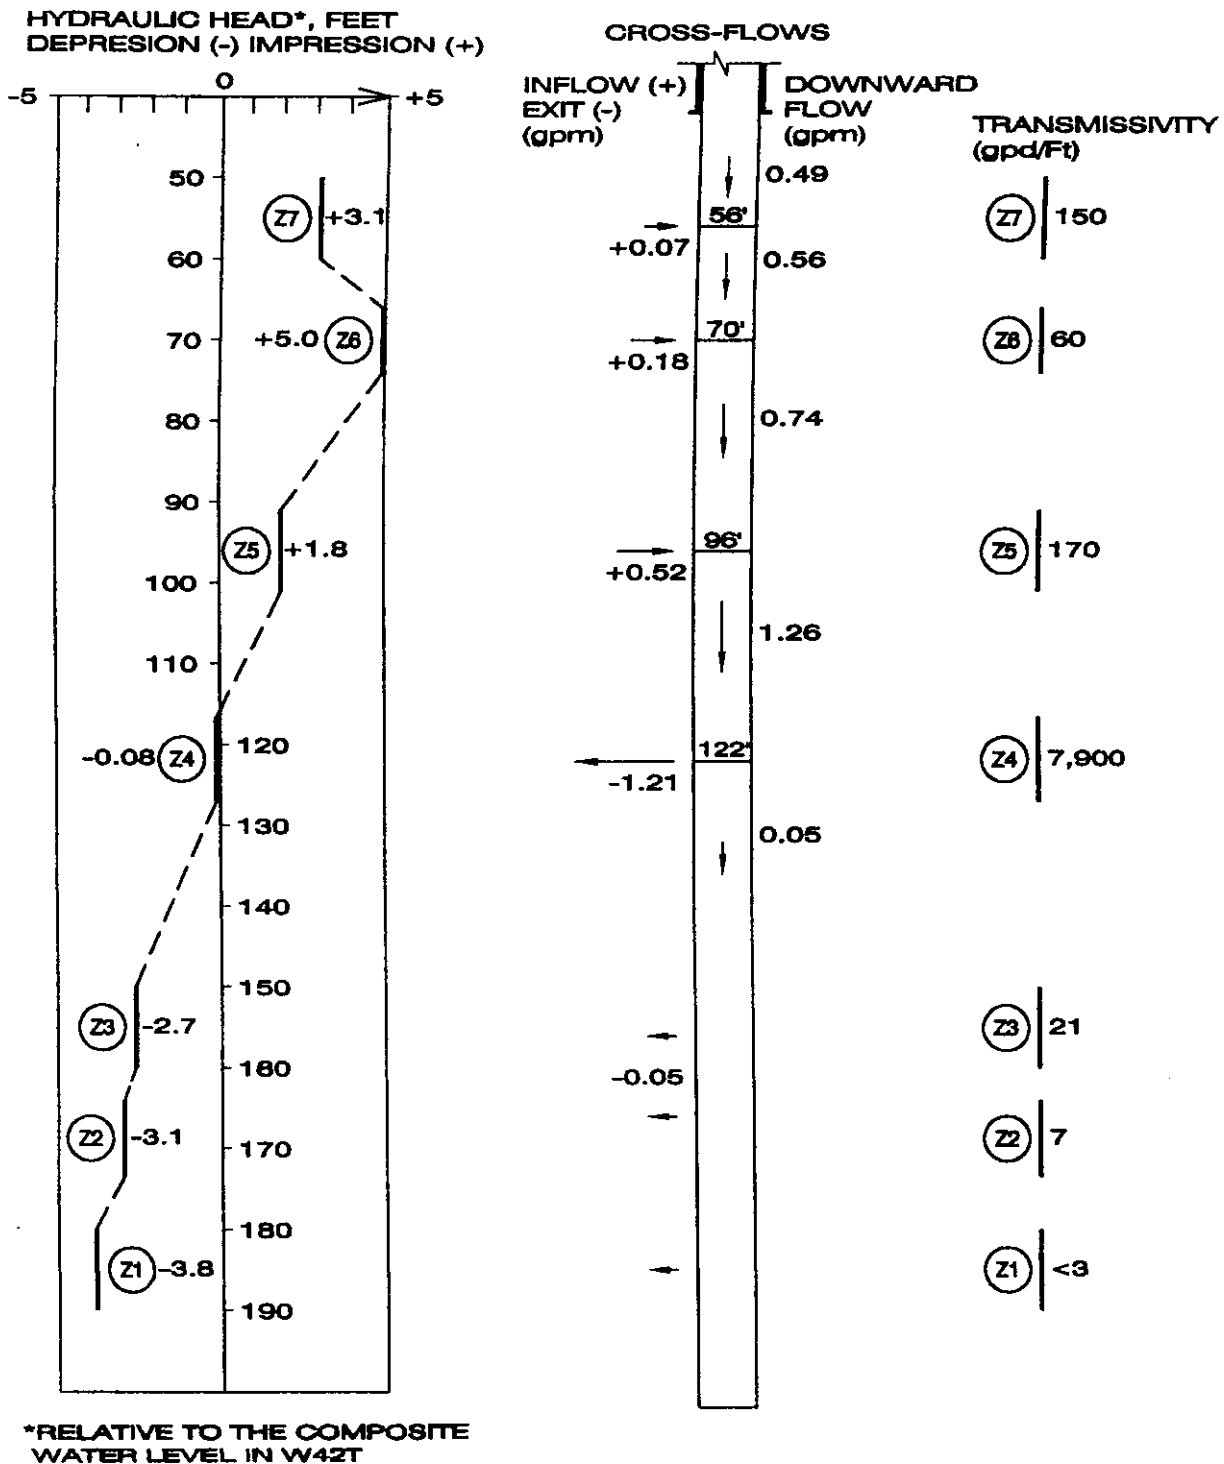 HYDRAULIC HEAD*, FEET
DEPRESION (-) IMPRESSION (+)
-5
0
+5
50
60
70
80
90
100
110
120
130
140
150
180
170
180
190
Z7
+3.1
+5.0
Z6
Z5
+1.8
-0.08
Z4
Z3
-2.7
Z2
-3.1
Z1
-3.8
*RELATIVE TO THE COMPOSITE
WATER LEVEL IN W42T
CROSS-FLOWS
INFLOW (+)
EXIT (-)
(gpm)
DOWNWARD
FLOW
(gpm)
0.49
56'
+0.07
0.56
70'
+0.18
0.74
96'
+0.52
1.26
122'
-1.21
0.05
-0.05
TRANSMISSIVITY
(gpd/Ft)
Z7
150
Z6
60
Z5
170
Z4
7,900
Z3
21
Z2
7
Z1
<3